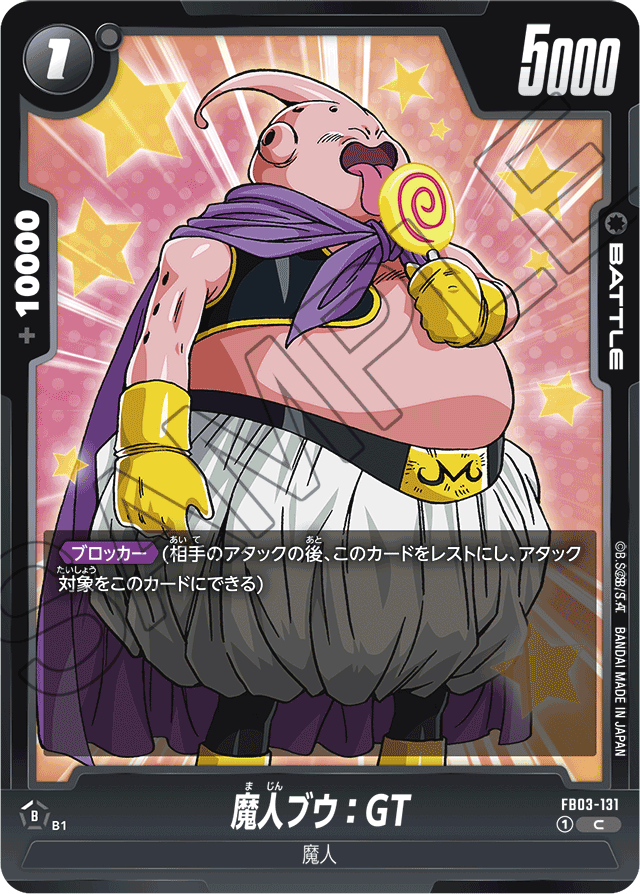 1
5000
+ 10000
BATTLE
SAMPLE
ブロッカー (相手のアタックの後、このカードをレストにし、アタック
あいて あと
対象をこのカードにできる)
たいしょう
BANDAI MADE IN JAPAN
魔人ブウ：GT
ま じん
FB03-131
B
B1
1 C
魔人